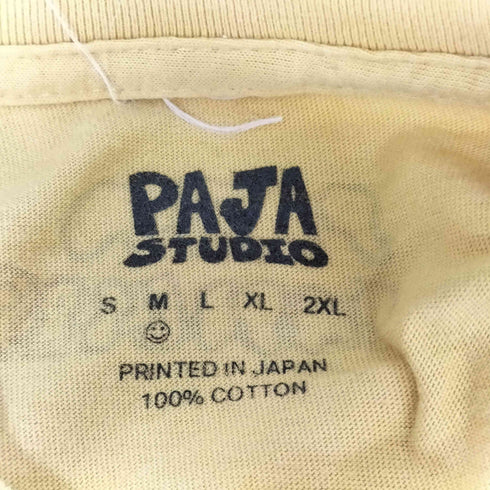 PAJA
STUDIO
S M L XL 2XL
PRINTED IN JAPAN
100% COTTON